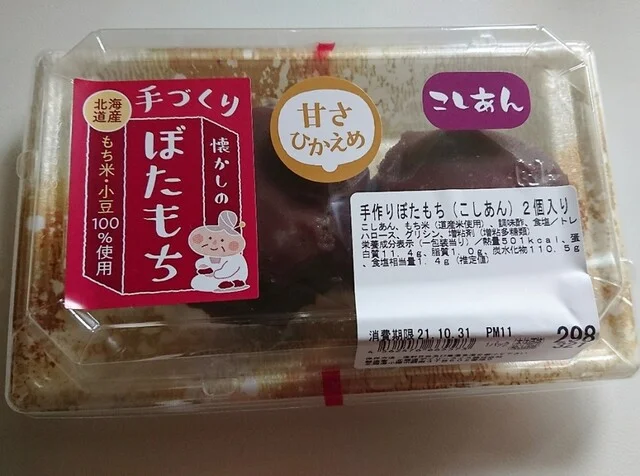 北海
道産
手づくり
懐かしの
ぼたもち
もち米・小豆
100%使用
甘さ
ひかえめ
こしあん
手作りぼたもち（こしあん）２個入り
こしあん、もち米（道産米使用）、調味酢、食塩／トレ
ハロース、グリシン、増粘剤（増粘多糖類）
栄養成分表示（一包装当り）／熱量501kcal、蛋
白質11.4g、脂質1.0g、炭水化物110.5g
、食塩相当量1.4g（推定値）
消費期限21.10.31 PM11
298